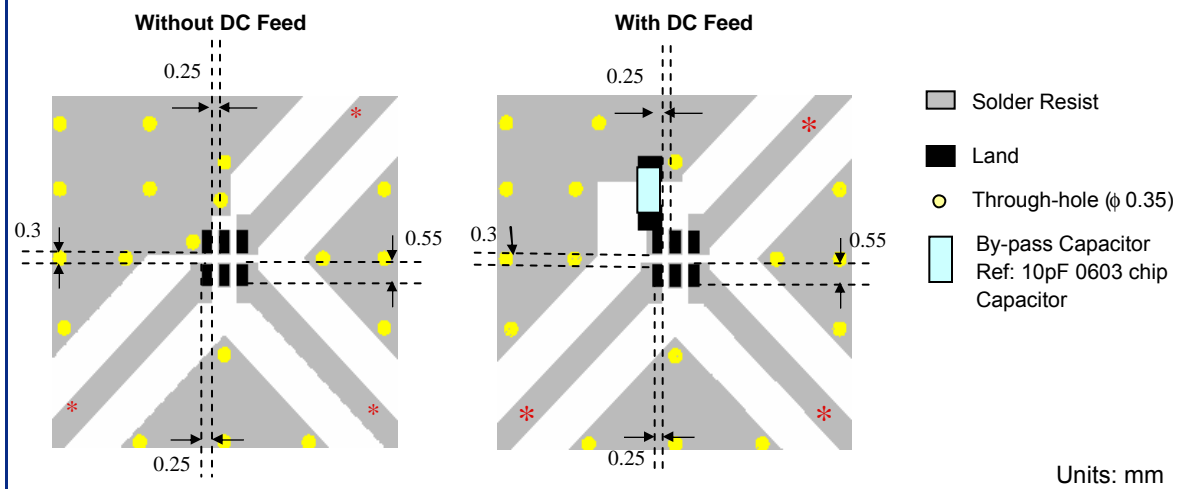 Without DC Feed
0.25
*
0.3
0.55
*
*
0.25
With DC Feed
0.25
*
0.3
0.55
*
*
0.25
Solder Resist
Land
Through-hole (ϕ 0.35)
By-pass Capacitor
Ref: 10pF 0603 chip
Capacitor
Units: mm